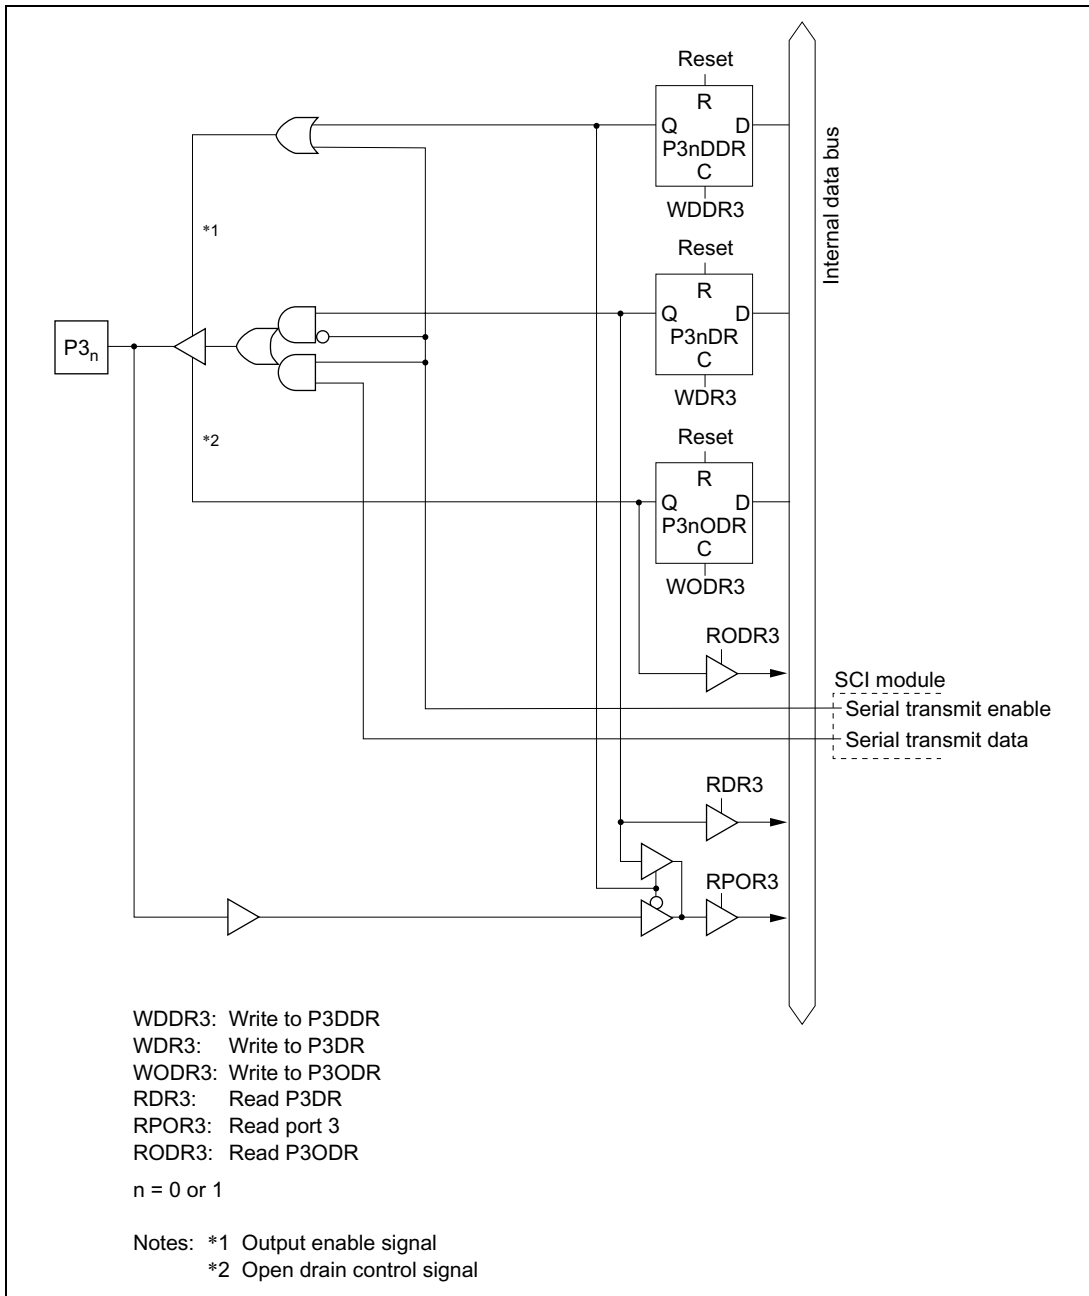 Reset
R
Q D
P3nDDR
C
WDDR3
Internal data bus
*1
Reset
R
Q D
P3nDR
C
WDR3
P3n
*2
Reset
R
Q D
P3nODR
C
WODR3
RODR3
SCI module
Serial transmit enable
Serial transmit data
RDR3
RPOR3
WDDR3: Write to P3DDR
WDR3: Write to P3DR
WODR3: Write to P3ODR
RDR3: Read P3DR
RPOR3: Read port 3
RODR3: Read P3ODR
n = 0 or 1
Notes: *1 Output enable signal
*2 Open drain control signal